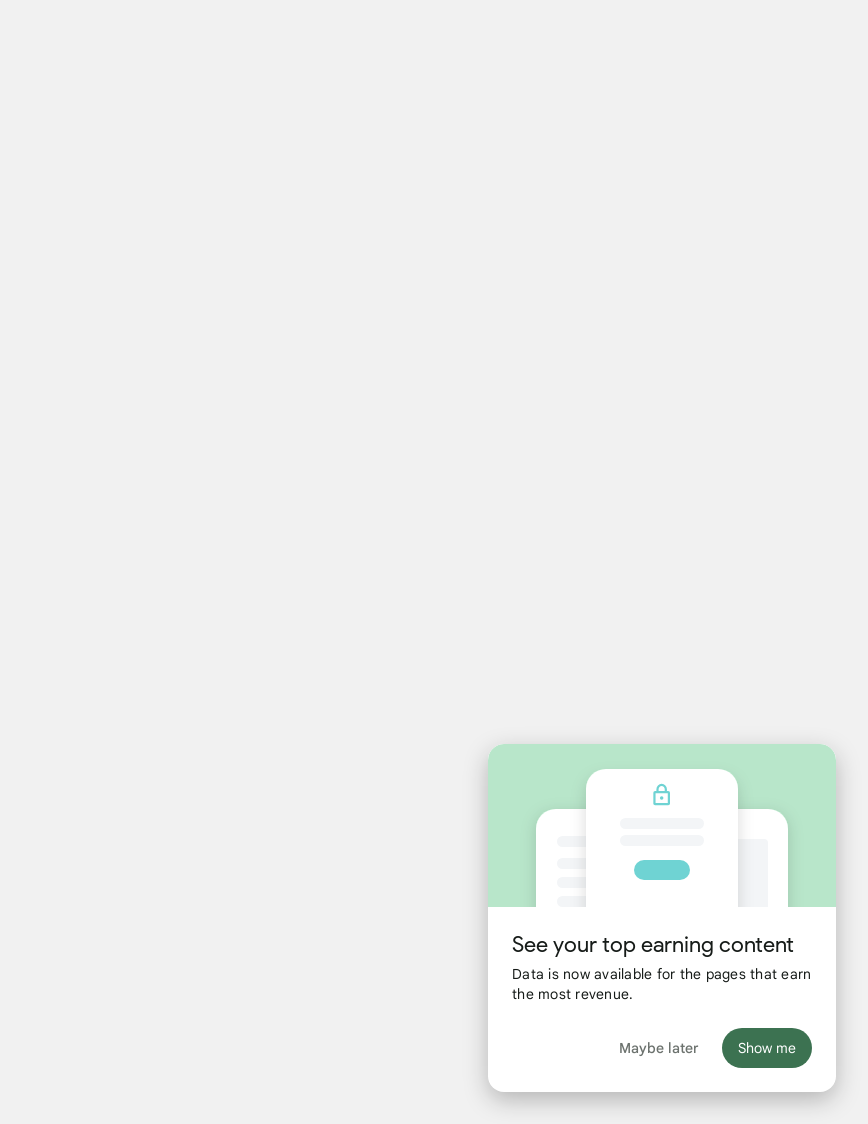 See your top earning content
Data is now available for the pages that earn
the most revenue.
Maybe later
Show me